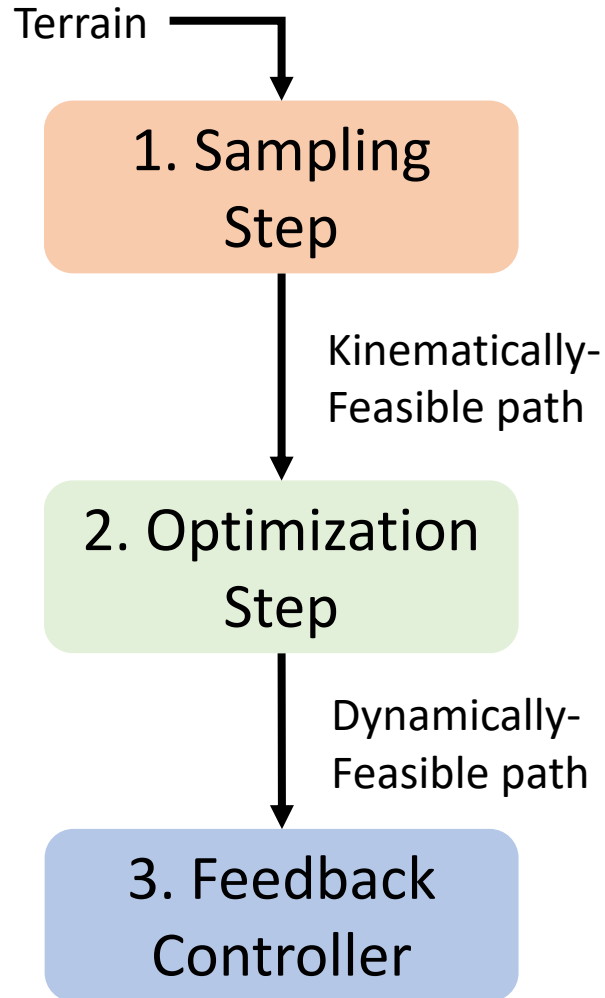 Terrain
1. Sampling
Step
Kinematically-
Feasible path
2. Optimization
Step
Dynamically-
Feasible path
3. Feedback
Controller